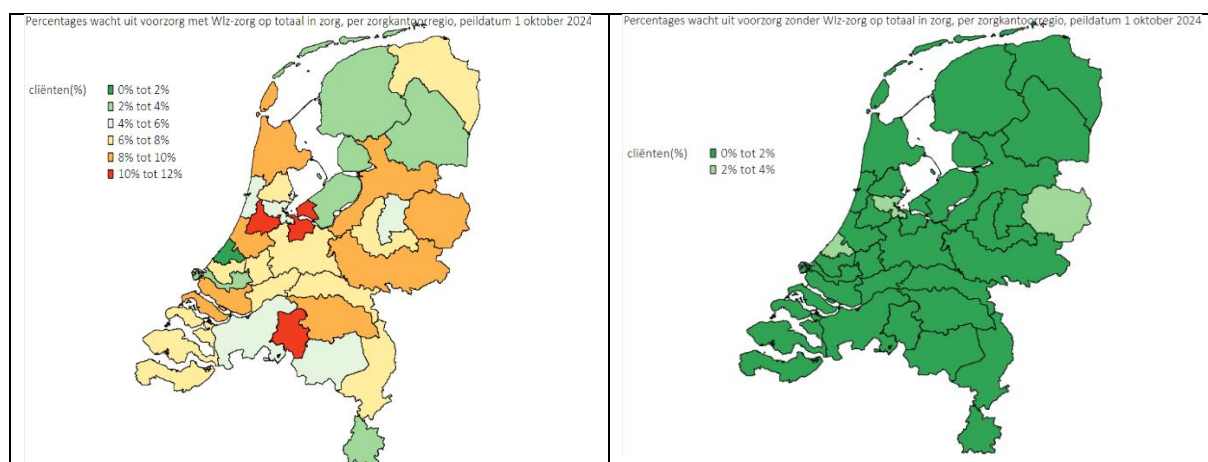 Percentages wacht uit voorzorg met Wlz-zorg op totaal in zorg, per zorgkantoorregio, peildatum 1 oktober 2024
cliënten(%)
0% tot 2%
2% tot 4%
4% tot 6%
6% tot 8%
8% tot 10%
10% tot 12%
Percentages wacht uit voorzorg zonder Wlz-zorg op totaal in zorg, per zorgkantoorregio, peildatum 1 oktober 2024
cliënten(%)
0% tot 2%
2% tot 4%